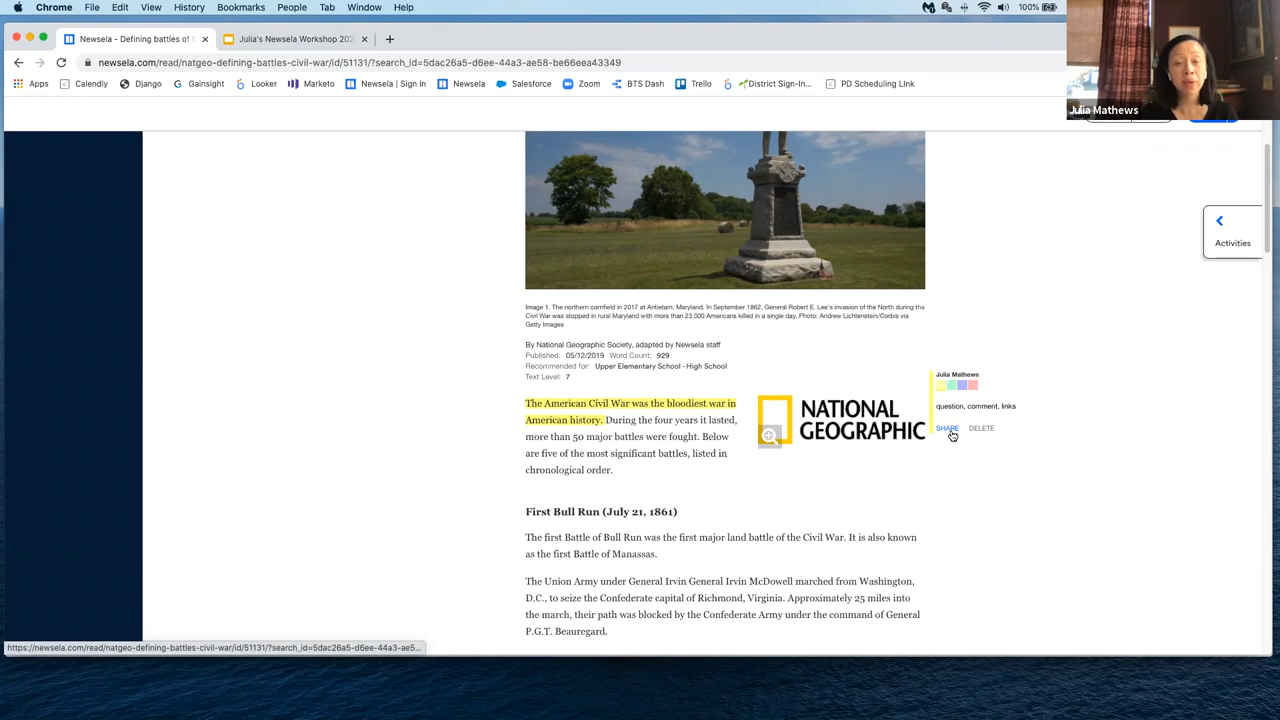 Chrome File Edit View History Bookmarks People Tab Window Help 100%
Newsela - Defining battles of t
Julia's Newsela Workshop 202
newsela.com/read/natgeo-defining-battles-civil-war/id/51131/?search_id=5dac26a5-d6ee-44a3-ae58-be66eea43349
Apps Calendly Django Gainsight Looker Marketo Newsela | Sign In Newsela Salesforce Zoom BTS Dash Trello District Sign-In... PD Scheduling LInk
Julia Mathews
Activities
Image 1. The northern cornfield in 2017 at Antietam, Maryland. In September 1862, General Robert E. Lee's invasion of the North during the
Civil War was stopped in rural Maryland with more than 23,000 Americans killed in a single day. Photo: Andrew Lichtenstein/Corbis via
Getty Images
By National Geographic Society, adapted by Newsela staff
Published: 05/12/2019 Word Count: 929
Recommended for: Upper Elementary School - High School
Text Level: 7
The American Civil War was the bloodiest war in
American history. During the four years it lasted,
more than 50 major battles were fought. Below
are five of the most significant battles, listed in
chronological order.
NATIONAL
GEOGRAPHIC
Julia Mathews
question, comment, links
SHARE DELETE
First Bull Run (July 21, 1861)
The first Battle of Bull Run was the first major land battle of the Civil War. It is also known
as the first Battle of Manassas.
The Union Army under General Irvin General Irvin McDowell marched from Washington,
D.C., to seize the Confederate capital of Richmond, Virginia. Approximately 25 miles into
the march, their path was blocked by the Confederate Army under the command of General
P.G.T. Beauregard.
https://newsela.com/read/natgeo-defining-battles-civil-war/id/51131/?search_id=5dac26a5-d6ee-44a3-ae5...